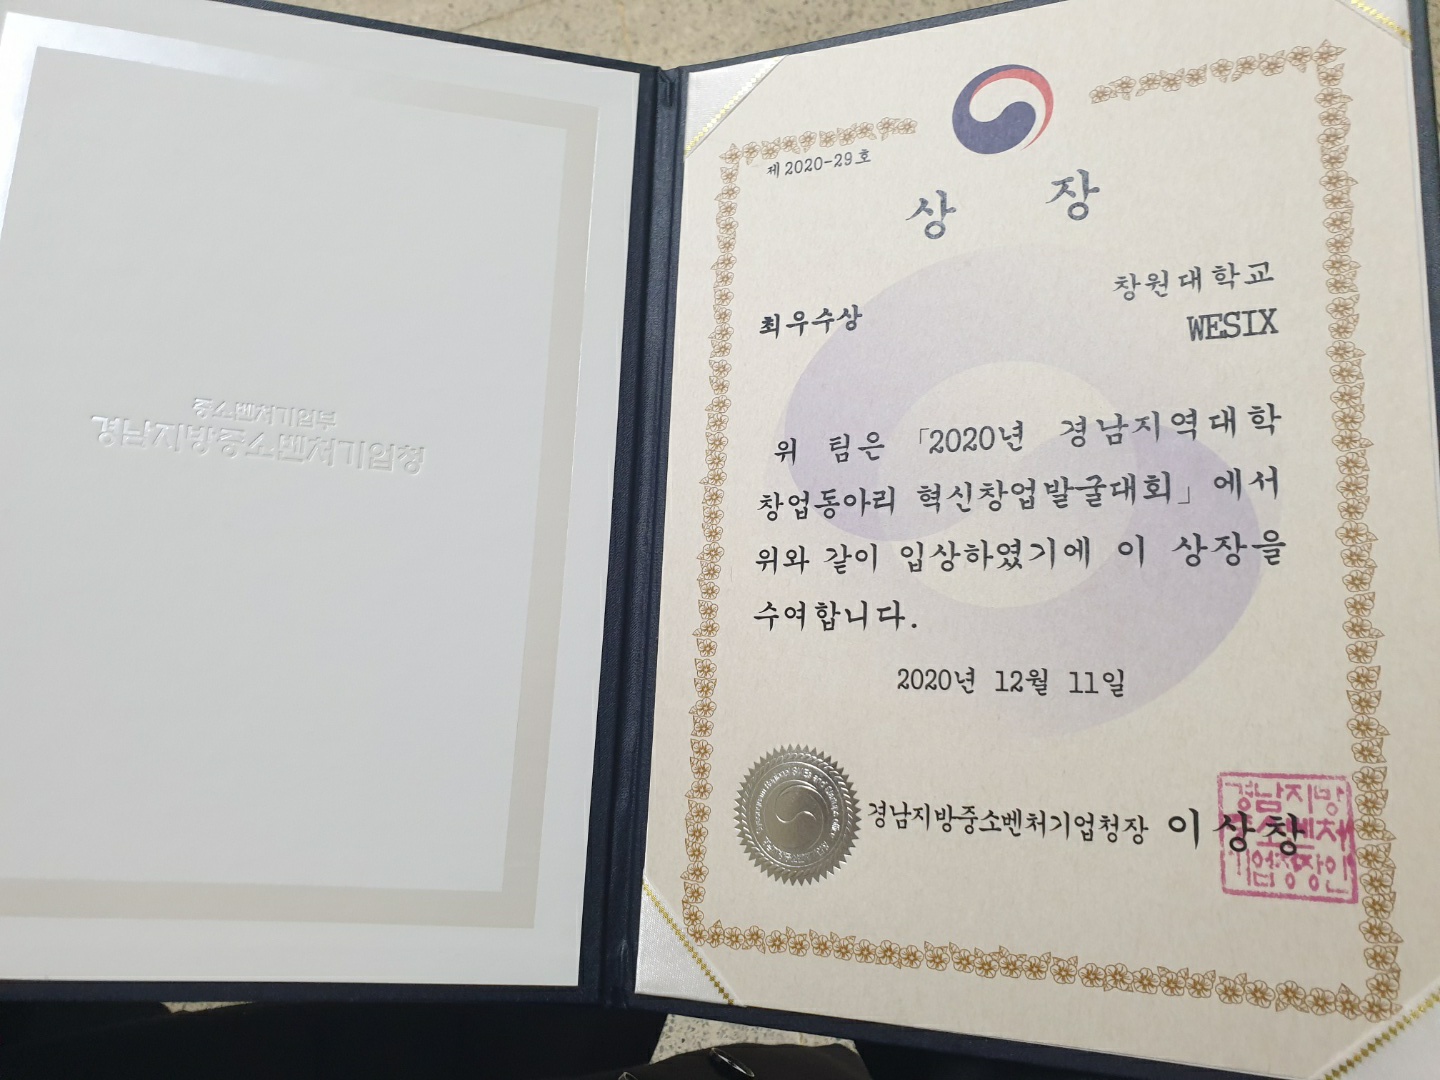 중소벤처기업부
경남지방중소벤처기업청
제2020-29호
상 장
창원대학교
최우수상
WESIX
위 팀은 「2020년 경남지역대학
창업동아리 혁신창업발굴대회」에서
위와 같이 입상하였기에 이 상장을
수여합니다.
2020년 12월 11일
경남지방중소벤처기업청장 이상창
경남지방
중소벤처
기업청장인